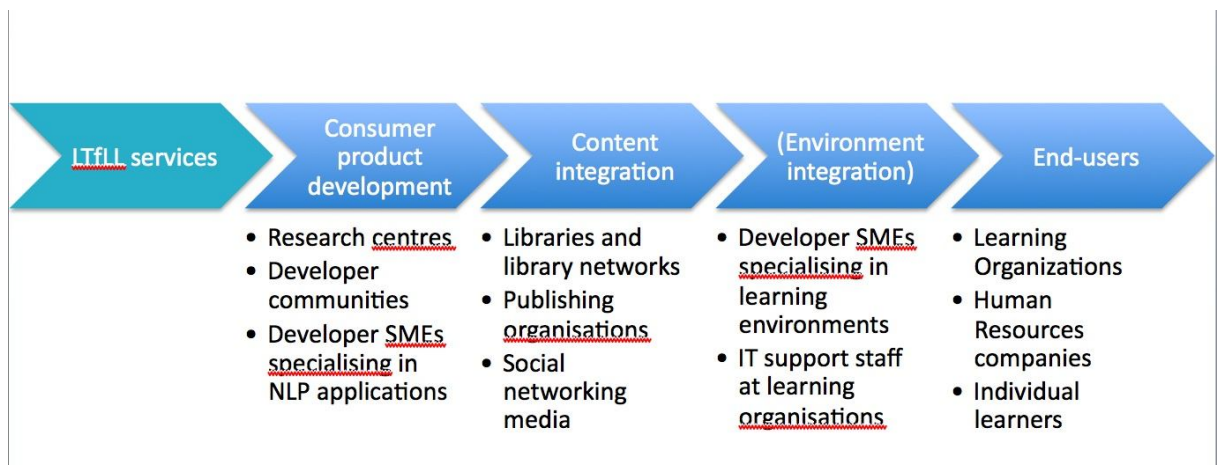 LTfLL services
Consumer
product
development
Content
integration
(Environment
integration)
End-users
• Research centres
• Developer
communities
• Developer SMEs
specialising in
NLP applications
• Libraries and
library networks
• Publishing
organisations
• Social
networking
media
• Developer SMEs
specialising in
learning
environments
• IT support staff
at learning
organisations
• Learning
Organizations
• Human
Resources
companies
• Individual
learners